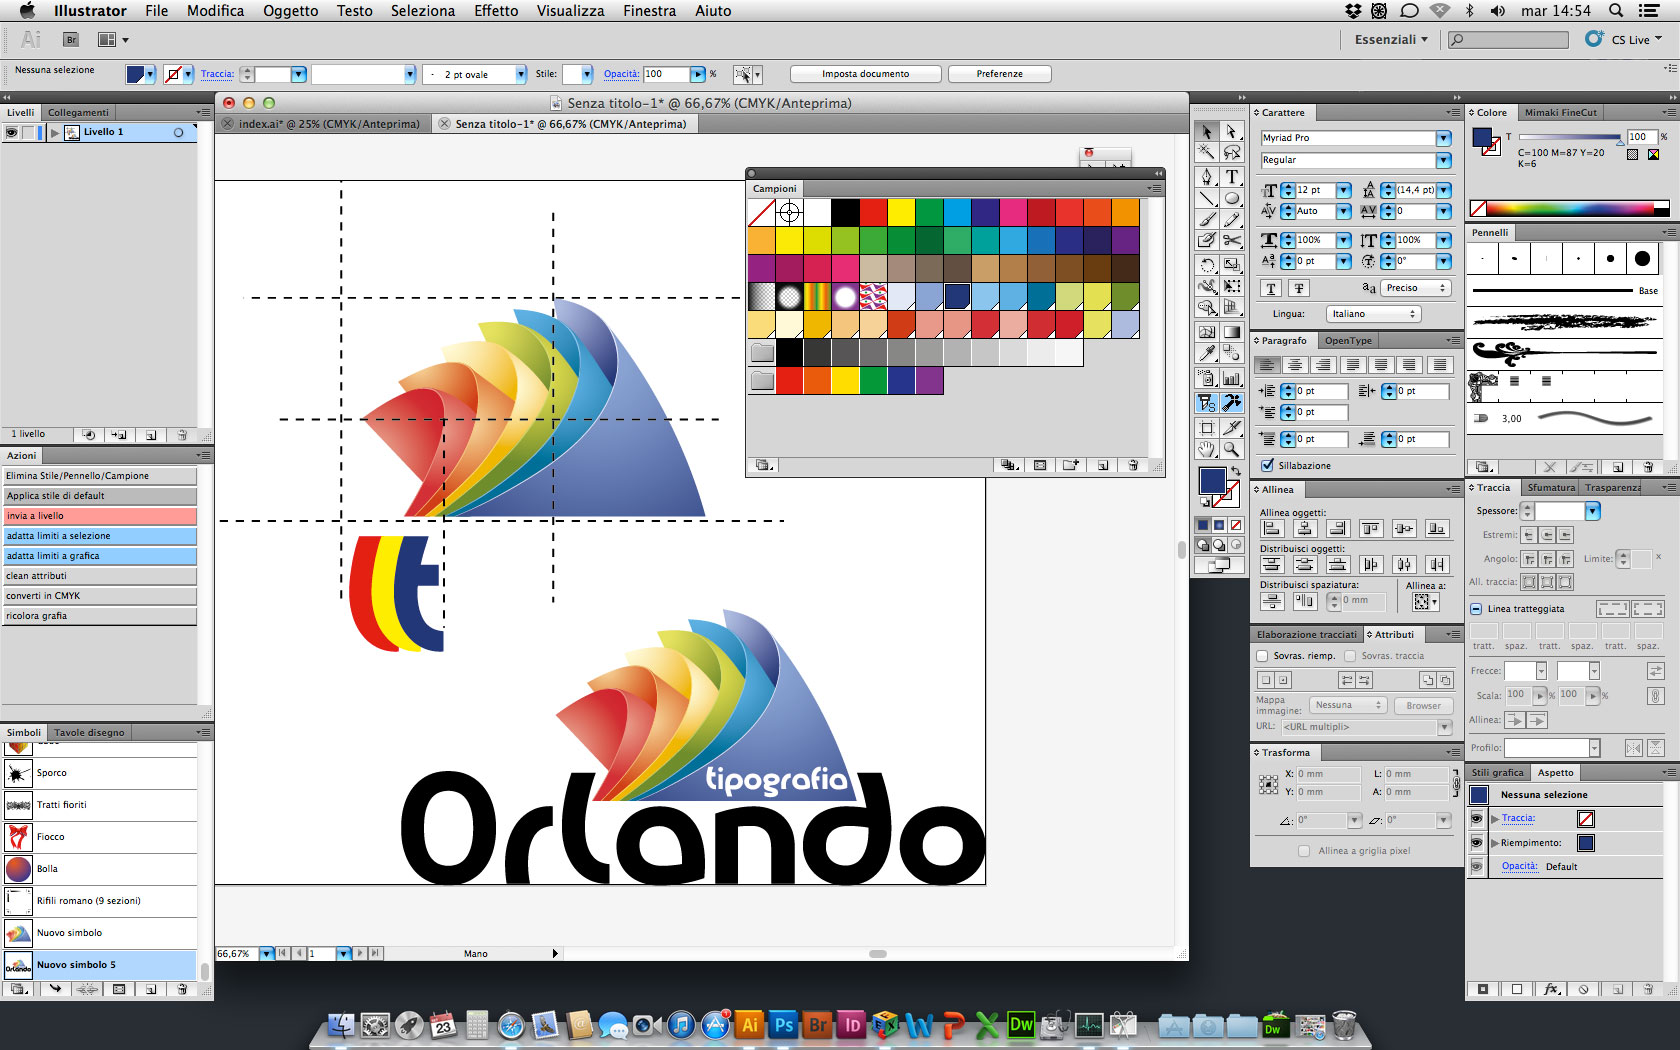 Illustrator File Modifica Oggetto Testo Seleziona Effetto Visualizza Finestra Aiuto mar 14:54
Ai Br Essenziali CS Live
Nessuna selezione Traccia: 2 pt ovale Stile: Opacità: 100 % Imposta documento Preferenze
Livelli Collegamenti
Livello 1
1 livello
Azioni
Elimina Stile/Pennello/Campione
Applica stile di default
invia a livello
adatta limiti a selezione
adatta limiti a grafica
clean attributi
converti in CMYK
ricolora grafia
Simboli Tavole disegno
Sporco
Tratti fioriti
Fiocco
Bolla
Rifili romano (9 sezioni)
Nuovo simbolo
Nuovo simbolo 5
Senza titolo-1* @ 66,67% (CMYK/Anteprima)
index.ai* @ 25% (CMYK/Anteprima) Senza titolo-1* @ 66,67% (CMYK/Anteprima)
Campioni
t
tipografia
Orlando
66,67% 1 Mano
Carattere
Myriad Pro
Regular
12 pt (14,4 pt)
Auto 0
100% 100%
0 pt 0°
Preciso
Lingua: Italiano
Paragrafo OpenType
0 pt 0 pt
0 pt
0 pt 0 pt
Sillabazione
Allinea
Allinea oggetti:
Distribuisci oggetti:
Distribuisci spaziatura: Allinea a:
0 mm
Elaborazione tracciati Attributi
Sovras. riemp. Sovras. traccia
Mappa immagine: Nessuna Browser
URL: <URL multipli>
Trasforma
X: 0 mm L: 0 mm
Y: 0 mm A: 0 mm
0° 0°
Allinea a griglia pixel
Colore Mimaki FineCut
T 100 %
C=100 M=87 Y=20
K=6
Pennelli
Base
3,00
Traccia Sfumatura Trasparenza
Spessore:
Estremi:
Angolo: Limite: x
All. traccia:
Linea tratteggiata
tratt. spaz. tratt. spaz. tratt. spaz.
Frecce:
Scala: 100 % 100 %
Allinea:
Profilo:
Stili grafica Aspetto
Nessuna selezione
Traccia:
Riempimento:
Opacità: Default
fx
23 Ai Ps Br Id Dw Dw